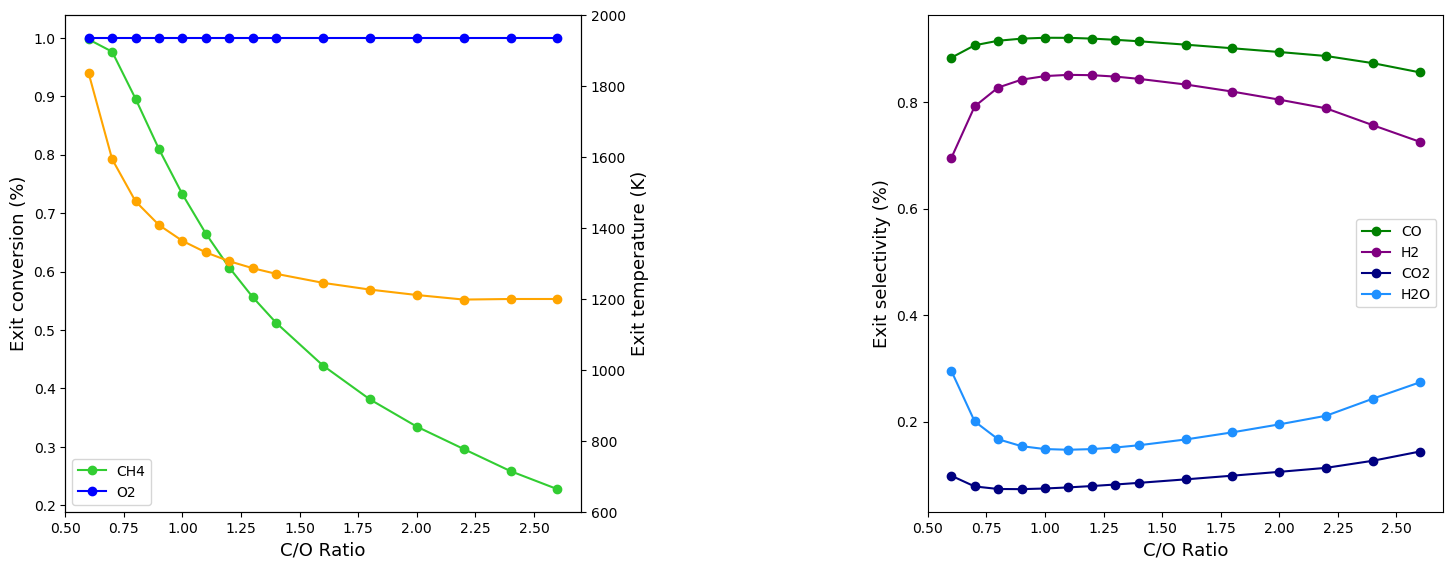 Exit conversion (%)
1.0
0.9
0.8
0.7
0.6
0.5
0.4
0.3
0.2
CH4
O2
0.50 0.75 1.00 1.25 1.50 1.75 2.00 2.25 2.50
C/O Ratio
2000
1800
1600
1400
1200
1000
800
600
Exit temperature (K)
Exit selectivity (%)
0.8
0.6
0.4
0.2
CO
H2
CO2
H2O
0.50 0.75 1.00 1.25 1.50 1.75 2.00 2.25 2.50
C/O Ratio